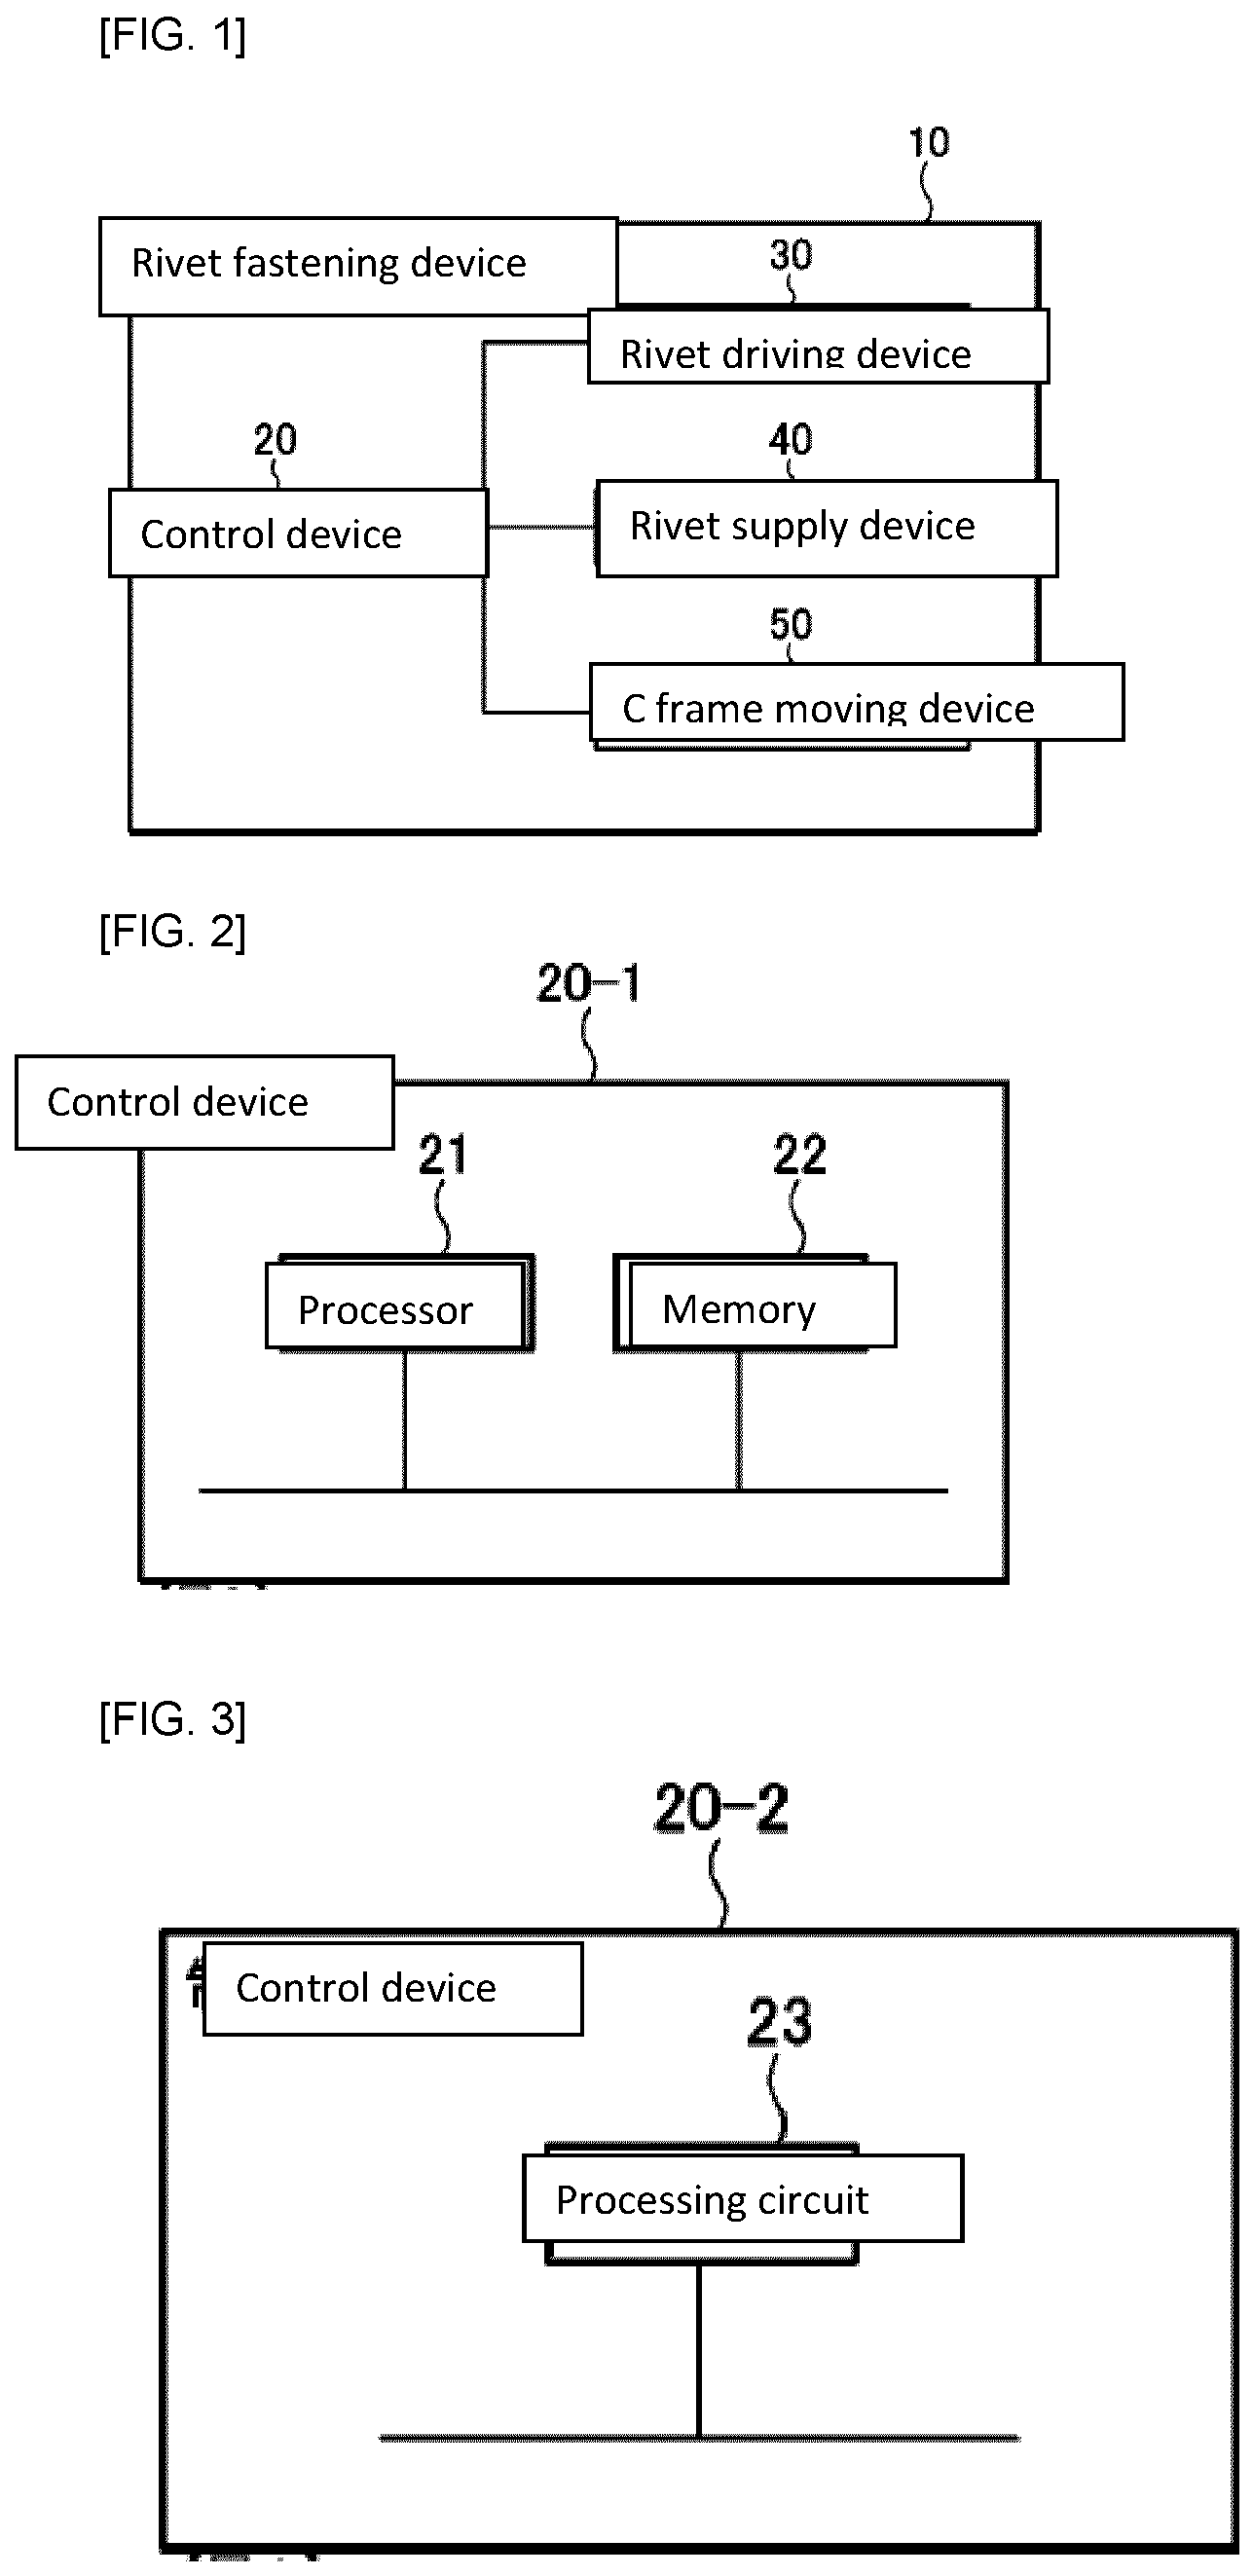 [FIG. 1]
10
Rivet fastening device
30
Rivet driving device
20
40
Control device
Rivet supply device
50
C frame moving device
[FIG. 2]
20-1
Control device
21
22
Processor
Memory
[FIG. 3]
20-2
Control device
23
Processing circuit